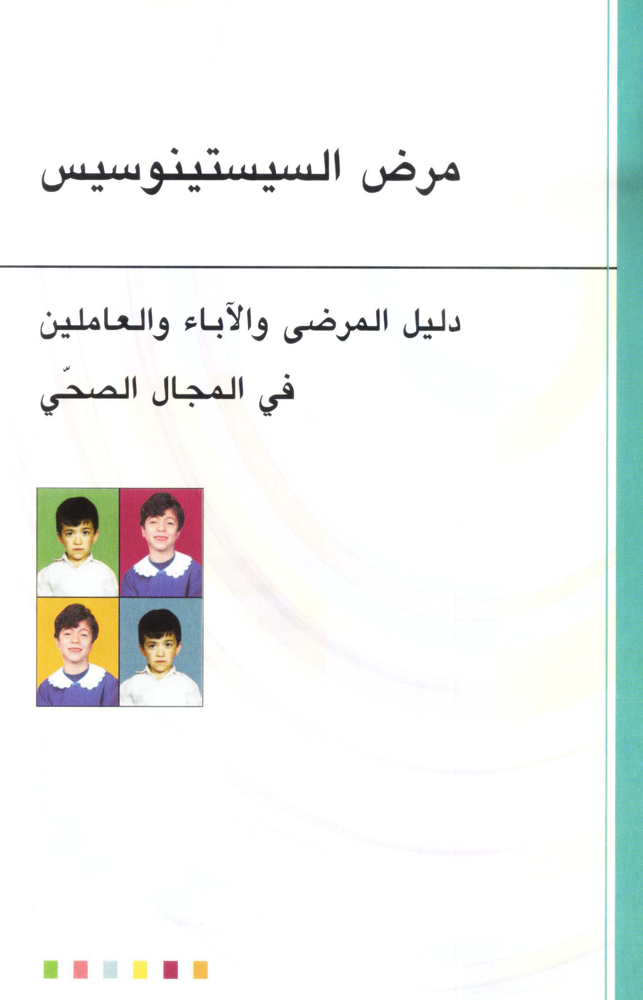 مرض السيستينوسيس
دليل المرضى والآباء والعاملين
في المجال الصحّي